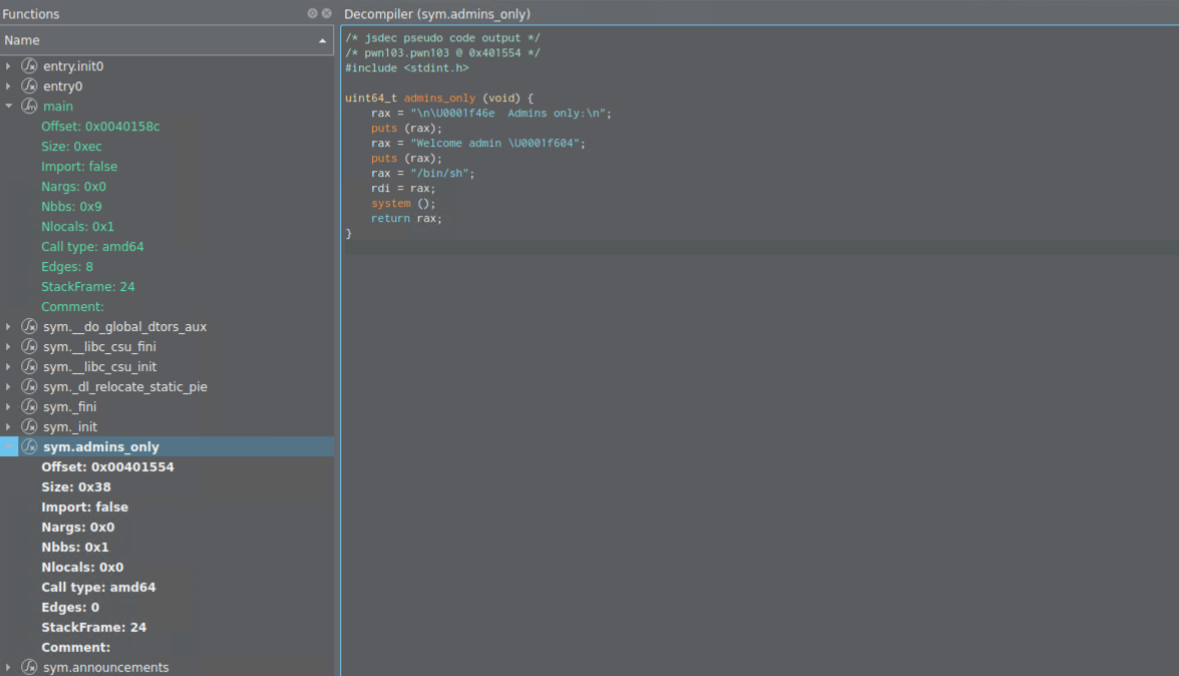 Functions
Name
entry.init0
entry0
main
Offset: 0x0040158c
Size: 0xec
Import: false
Nargs: 0x0
Nbbs: 0x9
Nlocals: 0x1
Call type: amd64
Edges: 8
StackFrame: 24
Comment:
sym.__do_global_dtors_aux
sym.__libc_csu_fini
sym.__libc_csu_init
sym._dl_relocate_static_pie
sym._fini
sym._init
sym.admins_only
Offset: 0x00401554
Size: 0x38
Import: false
Nargs: 0x0
Nbbs: 0x1
Nlocals: 0x0
Call type: amd64
Edges: 0
StackFrame: 24
Comment:
sym.announcements
Decompiler (sym.admins_only)
/* jsdec pseudo code output */
/* pwn103.pwn103 @ 0x401554 */
#include <stdint.h>
uint64_t admins_only (void) {
rax = "\n\U0001f46e  Admins only:\n";
puts (rax);
rax = "Welcome admin \U0001f604";
puts (rax);
rax = "/bin/sh";
rdi = rax;
system ();
return rax;
}